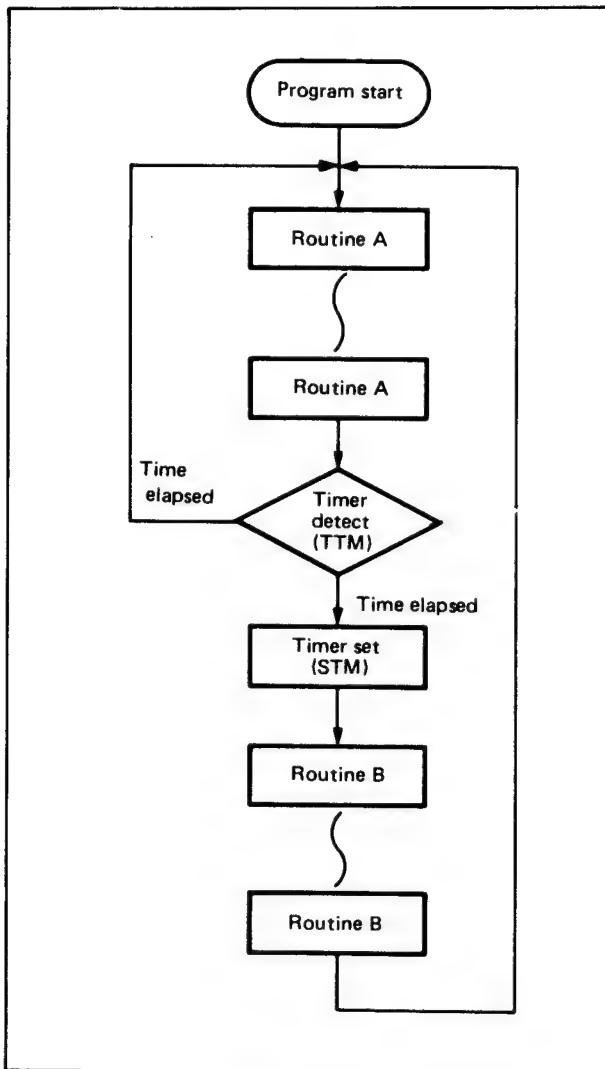 Program start
Routine A
Routine A
Time
elapsed
Timer
detect
(TTM)
Time elapsed
Timer set
(STM)
Routine B
Routine B